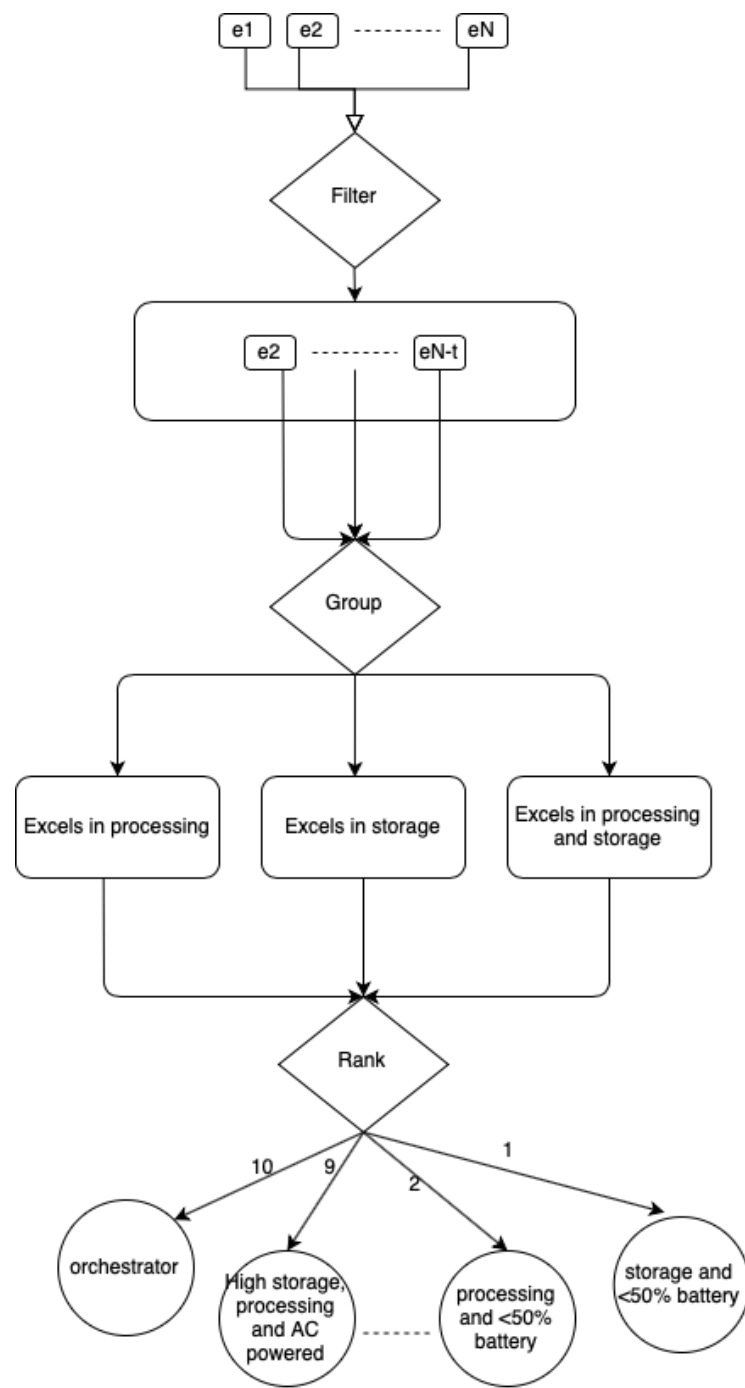 e1 e2 eN
Filter
e2 eN-t
Group
Excels in processing
Excels in storage
Excels in processing
and storage
Rank
10
9
2
1
orchestrator
High storage,
processing
and AC
powered
processing
and <50%
battery
storage and
<50% battery